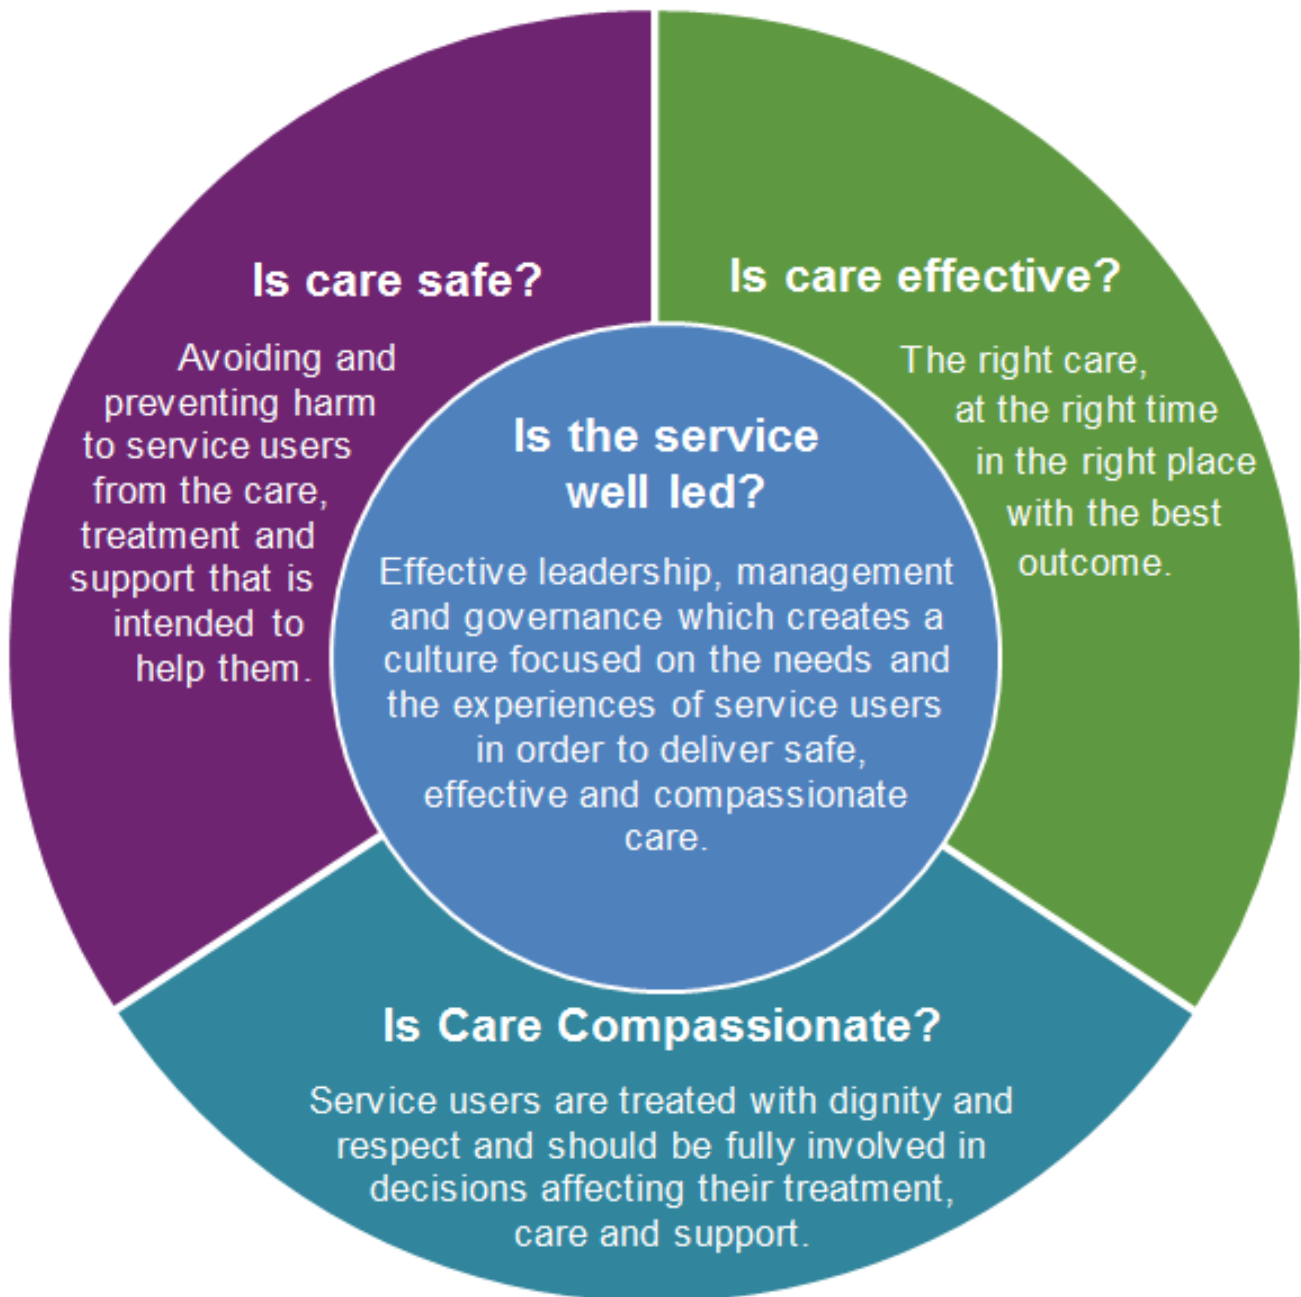 Is care safe?
Avoiding and
preventing harm
to service users
from the care,
treatment and
support that is
intended to
help them.
Is care effective?
The right care,
at the right time
in the right place
with the best
outcome.
Is the service
well led?
Effective leadership, management
and governance which creates a
culture focused on the needs and
the experiences of service users
in order to deliver safe,
effective and compassionate
care.
Is Care Compassionate?
Service users are treated with dignity and
respect and should be fully involved in
decisions affecting their treatment,
care and support.